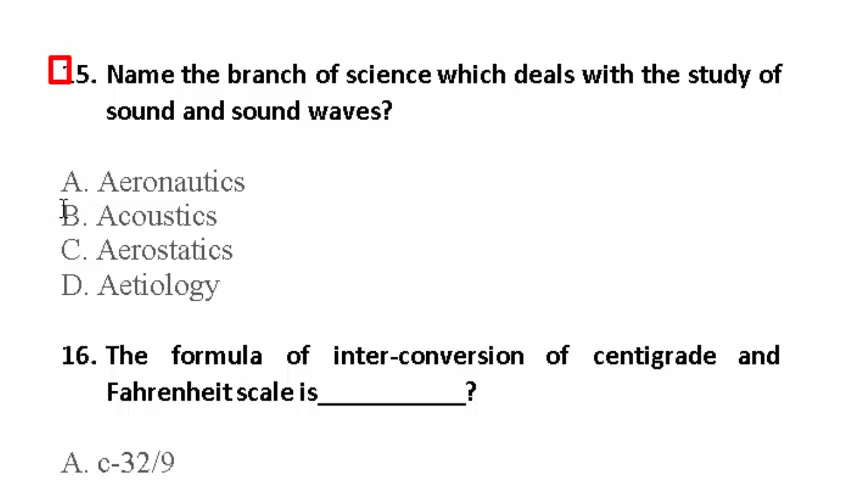 15. Name the branch of science which deals with the study of
sound and sound waves?
A. Aeronautics
B. Acoustics
C. Aerostatics
D. Aetiology
16. The formula of inter-conversion of centigrade and
Fahrenheit scale is___________?
A. c-32/9